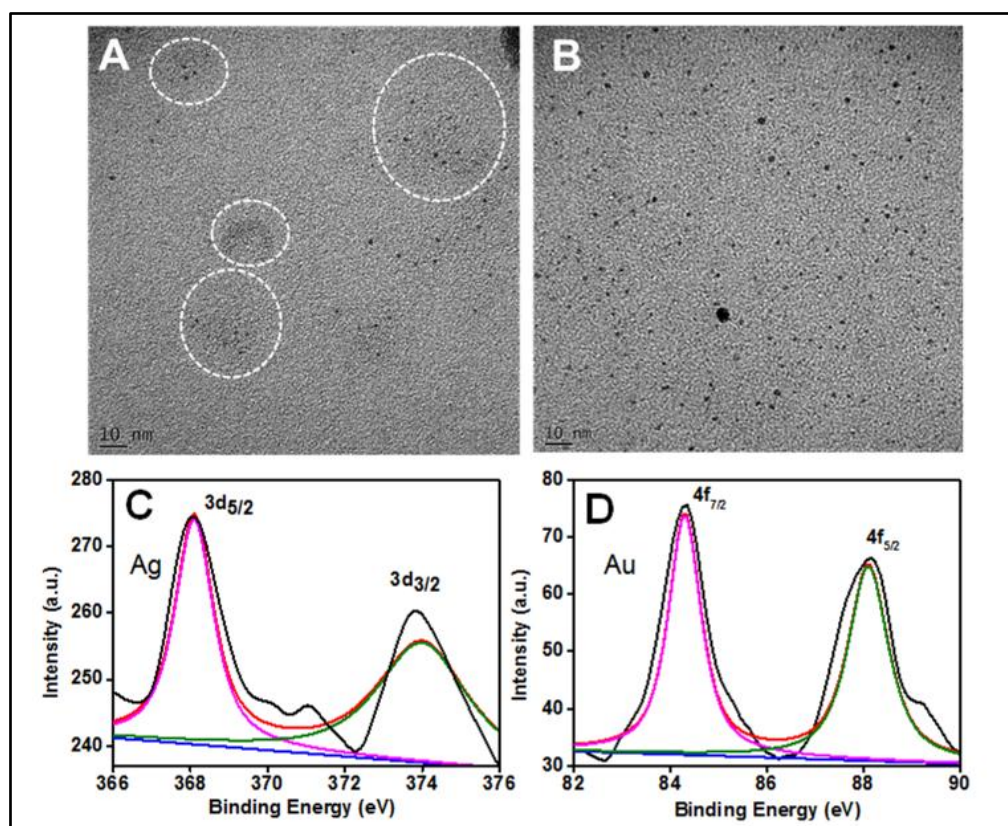 A
B
10 nm
10 nm
C
3d5/2
Ag
3d3/2
280
270
260
250
240
Intensity (a.u.)
366 368 370 372 374 376
Binding Energy (eV)
D
4f7/2
Au
4f5/2
80
70
60
50
40
30
Intensity (a.u.)
82 84 86 88 90
Binding Energy (eV)